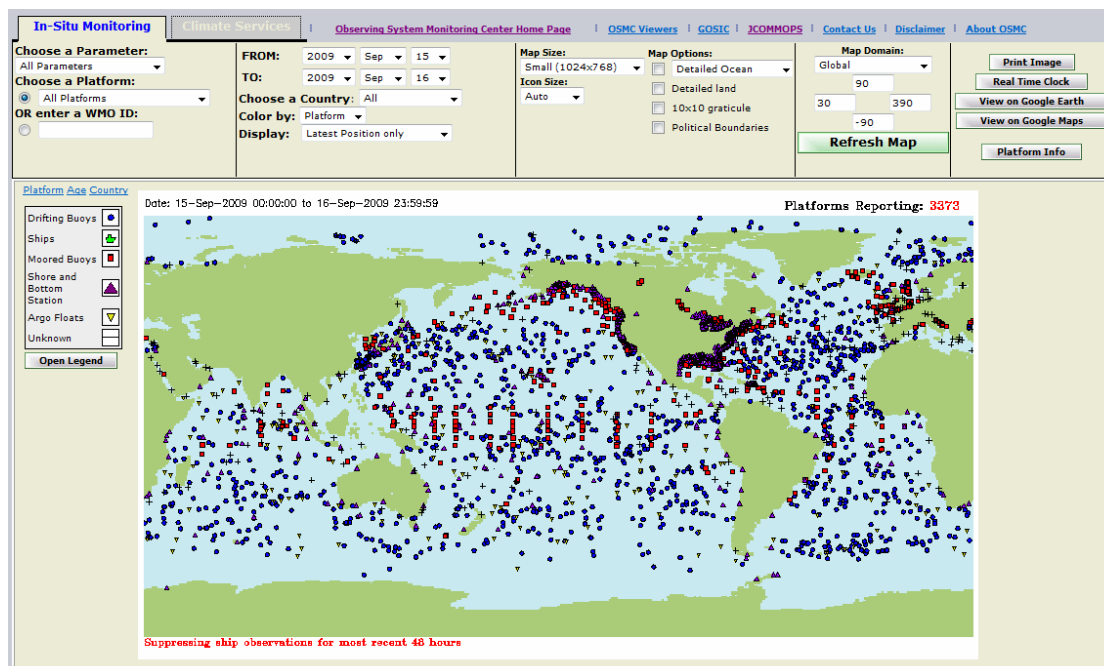 In-Situ Monitoring
Climate Services
| Observing System Monitoring Center Home Page | OSMC Viewers | GOSIC | JCOMMOPS | Contact Us | Disclaimer | About OSMC
Choose a Parameter:
All Parameters
Choose a Platform:
All Platforms
OR enter a WMO ID:
FROM: 2009 Sep 15
TO: 2009 Sep 16
Choose a Country: All
Color by: Platform
Display: Latest Position only
Map Size:
Small (1024x768)
Icon Size:
Auto
Map Options:
Detailed Ocean
Detailed land
10x10 graticule
Political Boundaries
Map Domain:
Global
90
30 390
-90
Refresh Map
Print Image
Real Time Clock
View on Google Earth
View on Google Maps
Platform Info
Platform Age Country
Drifting Buoys
Ships
Moored Buoys
Shore and
Bottom
Station
Argo Floats
Unknown
Open Legend
Date: 15-Sep-2009 00:00:00 to 16-Sep-2009 23:59:59
Platforms Reporting: 3373
Suppressing ship observations for most recent 48 hours